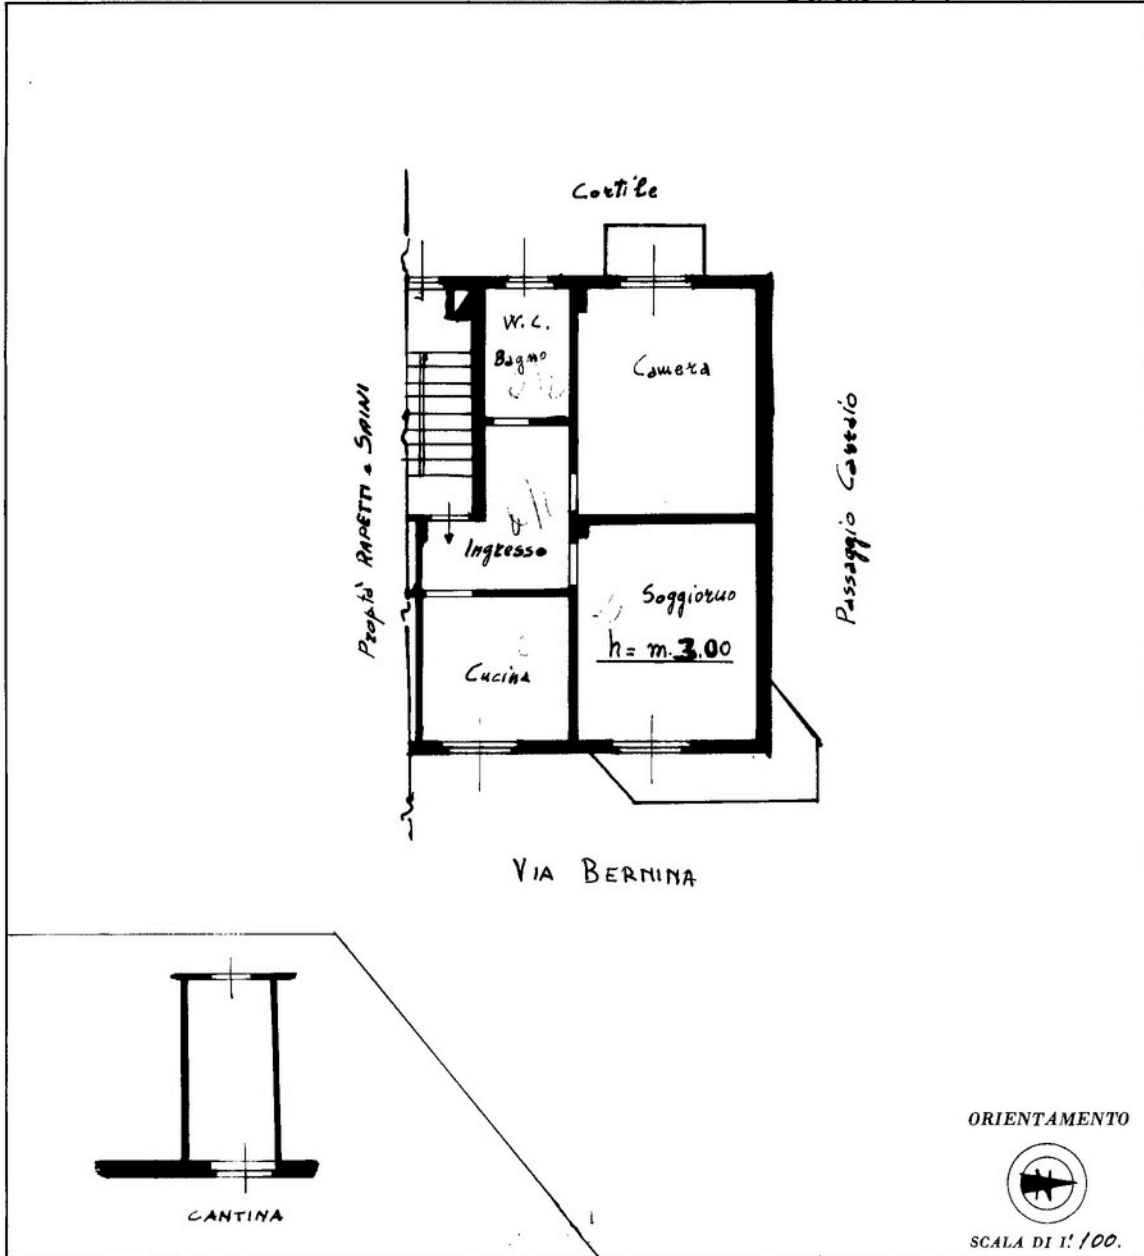 Cortile
W.C.
Bagno
Camera
Proptà RAPETTI e SAINI
Passaggio Carraio
Ingresso
Soggiorno
h = m. 3.00
Cucina
VIA BERNINA
CANTINA
ORIENTAMENTO
SCALA DI 1: 100.